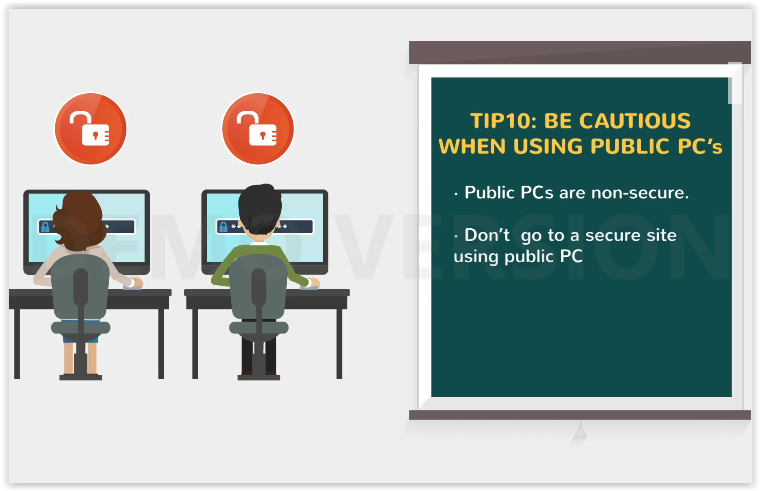 TIP10: BE CAUTIOUS
WHEN USING PUBLIC PC's
· Public PCs are non-secure.
· Don't  go to a secure site
using public PC
DEMO VERSION